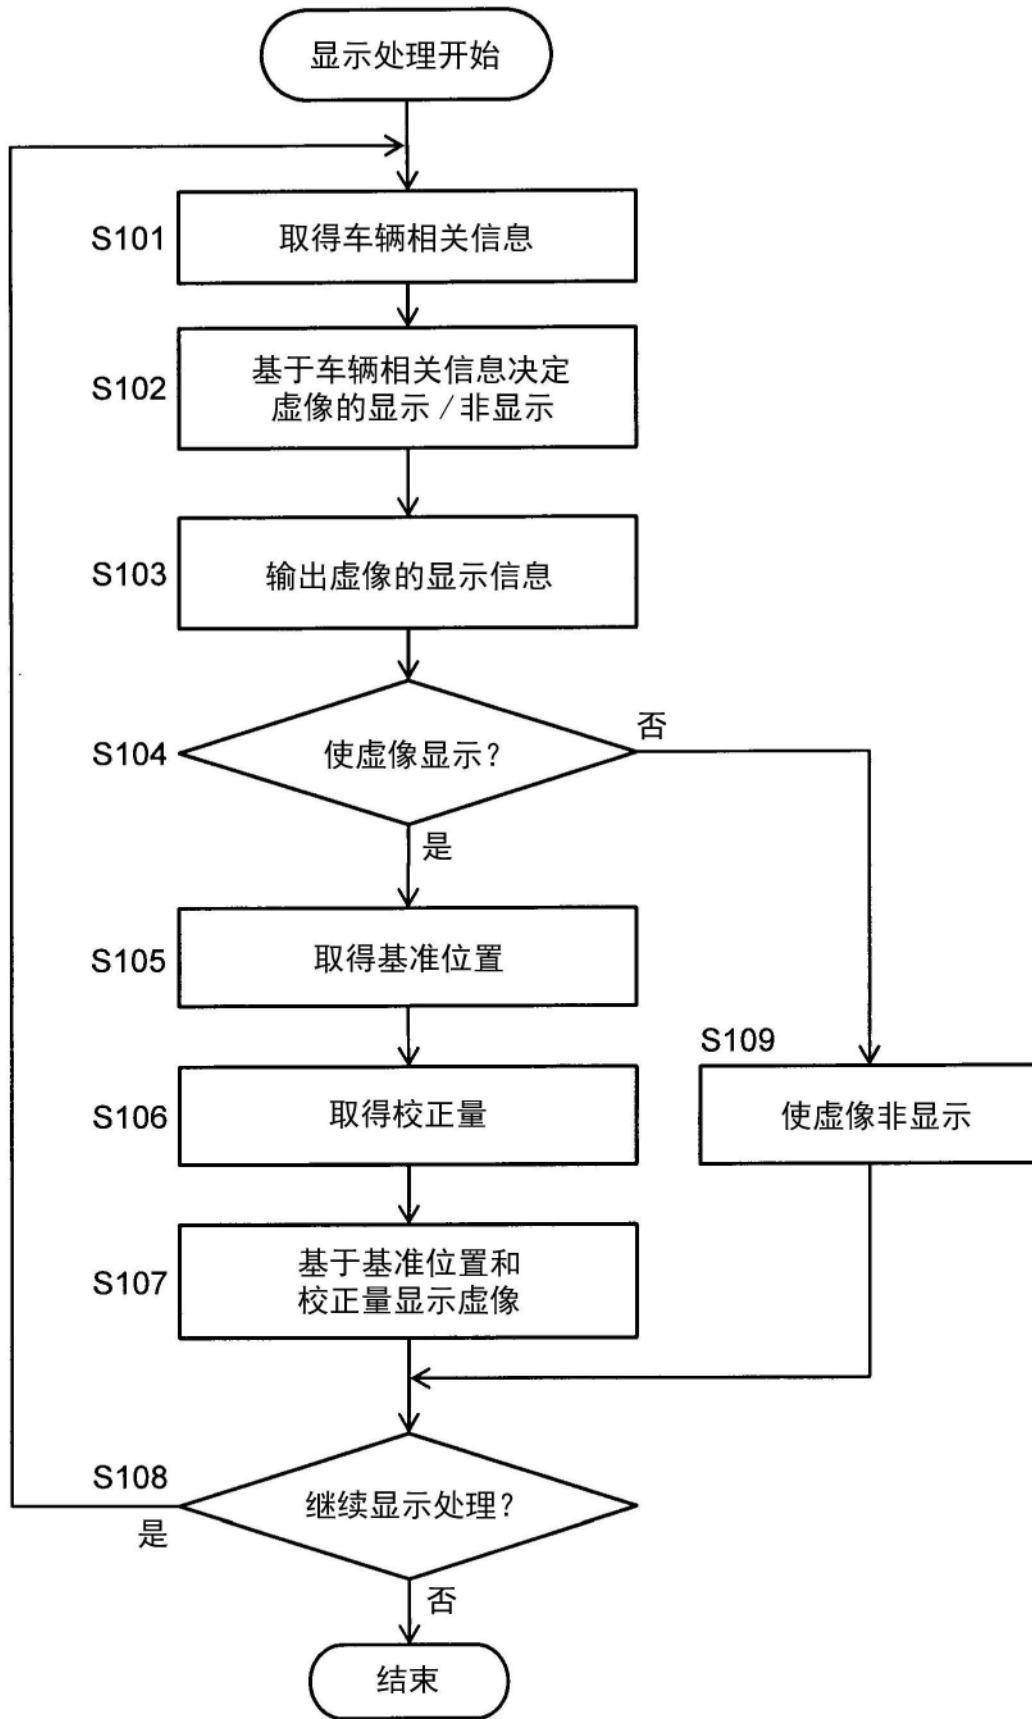 显示处理开始
S101
取得车辆相关信息
S102
基于车辆相关信息决定
虚像的显示／非显示
S103
输出虚像的显示信息
S104
使虚像显示？
否
是
S105
取得基准位置
S109
使虚像非显示
S106
取得校正量
S107
基于基准位置和
校正量显示虚像
S108
继续显示处理？
是
否
结束